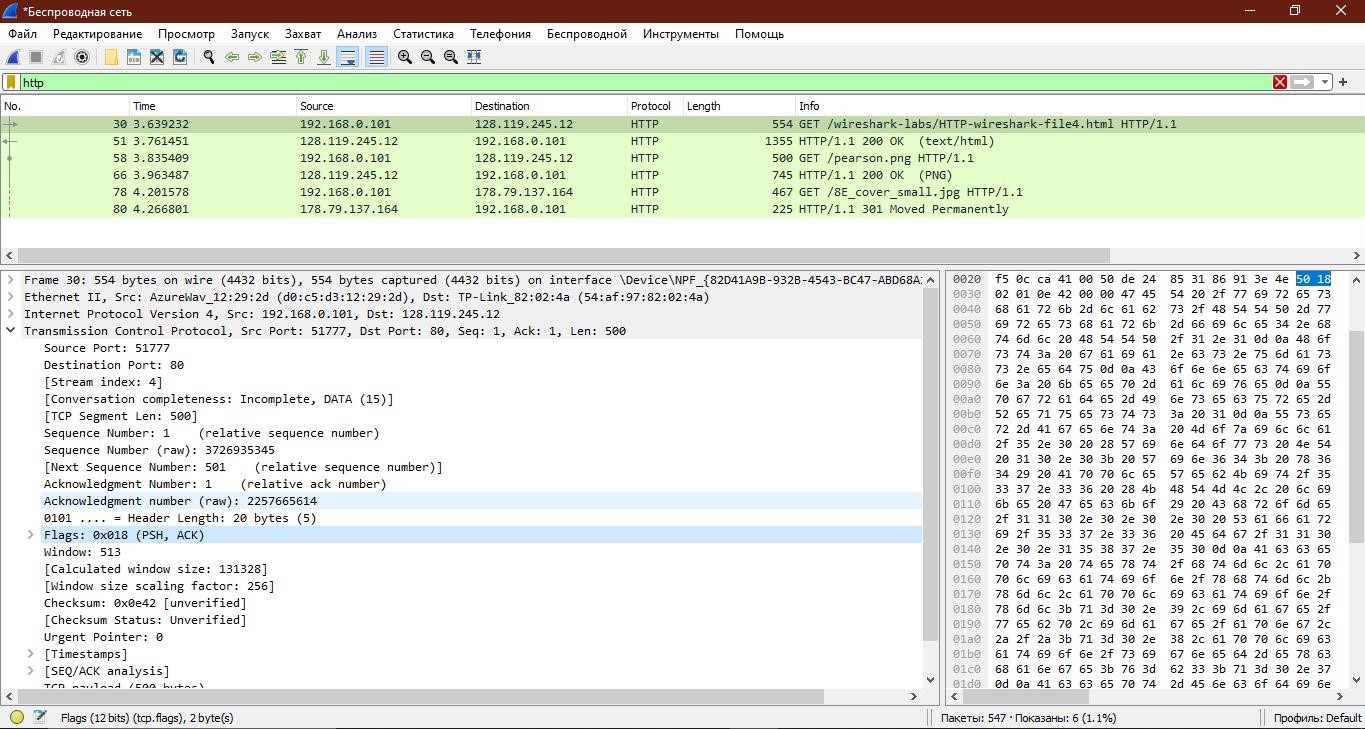 *Беспроводная сеть
Файл Редактирование Просмотр Запуск Захват Анализ Статистика Телефония Беспроводной Инструменты Помощь
http
No. Time Source Destination Protocol Length Info
30 3.639232 192.168.0.101 128.119.245.12 HTTP 554 GET /wireshark-labs/HTTP-wireshark-file4.html HTTP/1.1
51 3.761451 128.119.245.12 192.168.0.101 HTTP 1355 HTTP/1.1 200 OK (text/html)
58 3.835409 192.168.0.101 128.119.245.12 HTTP 500 GET /pearson.png HTTP/1.1
66 3.963487 128.119.245.12 192.168.0.101 HTTP 745 HTTP/1.1 200 OK (PNG)
78 4.201578 192.168.0.101 178.79.137.164 HTTP 467 GET /8E_cover_small.jpg HTTP/1.1
80 4.266801 178.79.137.164 192.168.0.101 HTTP 225 HTTP/1.1 301 Moved Permanently
Frame 30: 554 bytes on wire (4432 bits), 554 bytes captured (4432 bits) on interface \Device\NPF_{82D41A9B-932B-4543-BC47-ABD68A
Ethernet II, Src: AzureWav_12:29:2d (d0:c5:d3:12:29:2d), Dst: TP-Link_82:02:4a (54:af:97:82:02:4a)
Internet Protocol Version 4, Src: 192.168.0.101, Dst: 128.119.245.12
Transmission Control Protocol, Src Port: 51777, Dst Port: 80, Seq: 1, Ack: 1, Len: 500
Source Port: 51777
Destination Port: 80
[Stream index: 4]
[Conversation completeness: Incomplete, DATA (15)]
[TCP Segment Len: 500]
Sequence Number: 1 (relative sequence number)
Sequence Number (raw): 3726935345
[Next Sequence Number: 501 (relative sequence number)]
Acknowledgment Number: 1 (relative ack number)
Acknowledgment number (raw): 2257665614
0101 .... = Header Length: 20 bytes (5)
Flags: 0x018 (PSH, ACK)
Window: 513
[Calculated window size: 131328]
[Window size scaling factor: 256]
Checksum: 0x0e42 [unverified]
[Checksum Status: Unverified]
Urgent Pointer: 0
[Timestamps]
[SEQ/ACK analysis]
TCP payload (500 bytes)
0020 f5 0c ca 41 00 50 de 24 85 31 86 91 3e 4e 50 18
0030 02 01 0e 42 00 00 47 45 54 20 2f 77 69 72 65 73
0040 68 61 72 6b 2d 6c 61 62 73 2f 48 54 54 50 2d 77
0050 69 72 65 73 68 61 72 6b 2d 66 69 6c 65 34 2e 68
0060 74 6d 6c 20 48 54 54 50 2f 31 2e 31 0d 0a 48 6f
0070 73 74 3a 20 67 61 69 61 2e 63 73 2e 75 6d 61 73
0080 73 2e 65 64 75 0d 0a 43 6f 6e 6e 65 63 74 69 6f
0090 6e 3a 20 6b 65 65 70 2d 61 6c 69 76 65 0d 0a 55
00a0 70 67 72 61 64 65 2d 49 6e 73 65 63 75 72 65 2d
00b0 52 65 71 75 65 73 74 73 3a 20 31 0d 0a 55 73 65
00c0 72 2d 41 67 65 6e 74 3a 20 4d 6f 7a 69 6c 6c 61
00d0 2f 35 2e 30 20 28 57 69 6e 64 6f 77 73 20 4e 54
00e0 20 31 30 2e 30 3b 20 57 69 6e 36 34 3b 20 78 36
00f0 34 29 20 41 70 70 6c 65 57 65 62 4b 69 74 2f 35
0100 33 37 2e 33 36 20 28 4b 48 54 4d 4c 2c 20 6c 69
0110 6b 65 20 47 65 63 6b 6f 29 20 43 68 72 6f 6d 65
0120 2f 31 31 30 2e 30 2e 30 2e 30 20 53 61 66 61 72
0130 69 2f 35 33 37 2e 33 36 20 45 64 67 2f 31 31 30
0140 2e 30 2e 31 35 38 37 2e 35 30 0d 0a 41 63 63 65
0150 70 74 3a 20 74 65 78 74 2f 68 74 6d 6c 2c 61 70
0160 70 6c 69 63 61 74 69 6f 6e 2f 78 68 74 6d 6c 2b
0170 78 6d 6c 2c 61 70 70 6c 69 63 61 74 69 6f 6e 2f
0180 78 6d 6c 3b 71 3d 30 2e 39 2c 69 6d 61 67 65 2f
0190 77 65 62 70 2c 69 6d 61 67 65 2f 61 70 6e 67 2c
01a0 2a 2f 2a 3b 71 3d 30 2e 38 2c 61 70 70 6c 69 63
01b0 61 74 69 6f 6e 2f 73 69 67 6e 65 64 2d 65 78 63
01c0 68 61 6e 67 65 3b 76 3d 62 33 3b 71 3d 30 2e 37
01d0 0d 0a 41 63 63 65 70 74 2d 45 6e 63 6f 64 69 6e
Flags (12 bits) (tcp.flags), 2 byte(s)
Пакеты: 547 · Показаны: 6 (1.1%)
Профиль: Default